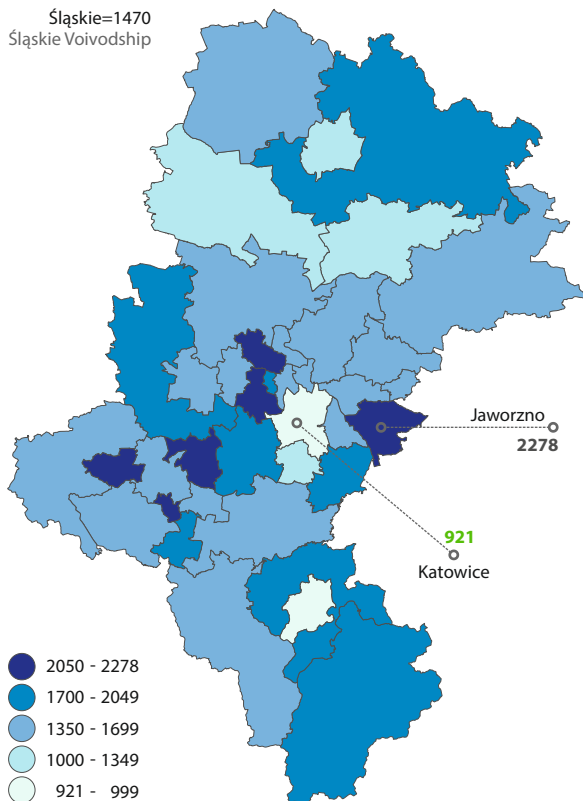 Śląskie=1470
Śląskie Voivodship
Jaworzno
2278
921
Katowice
2050 - 2278
1700 - 2049
1350 - 1699
1000 - 1349
921 - 999